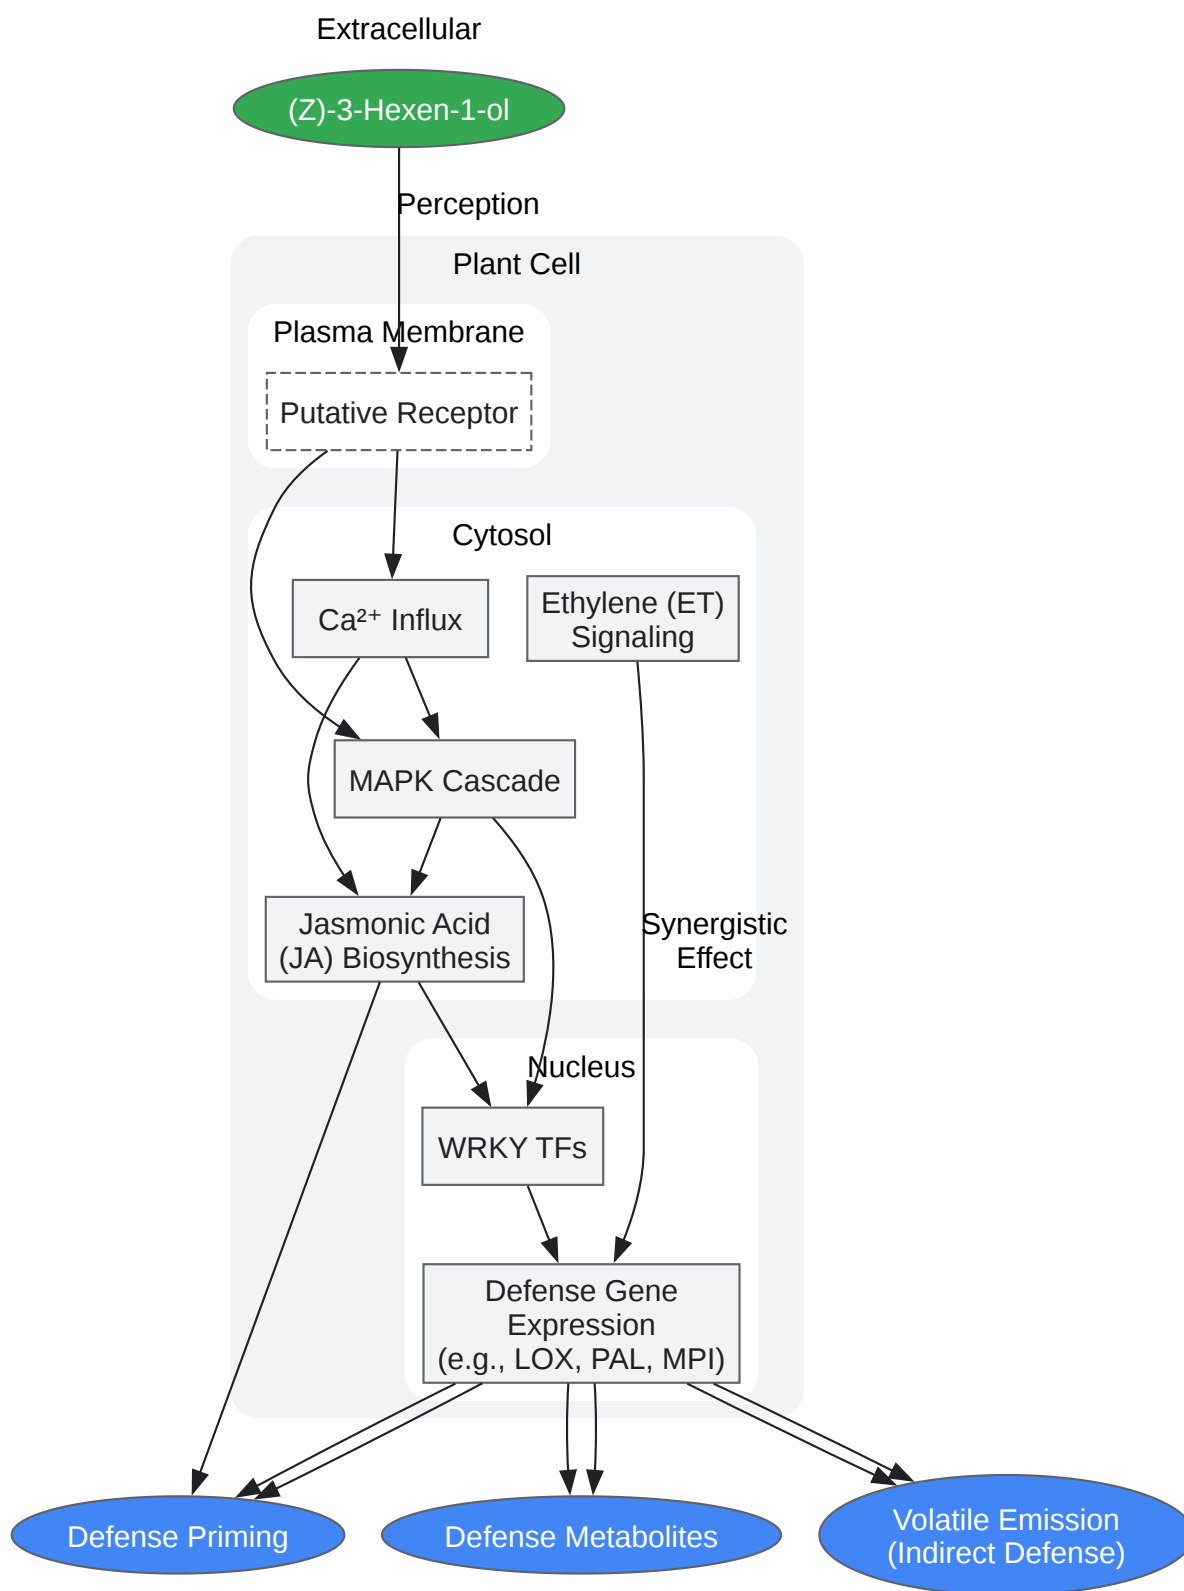 Extracellular
(Z)-3-Hexen-1-ol
Perception
Plant Cell
Plasma Membrane
Putative Receptor
Cytosol
Ca²⁺ Influx
Ethylene (ET)
Signaling
MAPK Cascade
Jasmonic Acid
(JA) Biosynthesis
Synergistic
Effect
Nucleus
WRKY TFs
Defense Gene
Expression
(e.g., LOX, PAL, MPI)
Defense Priming
Defense Metabolites
Volatile Emission
(Indirect Defense)